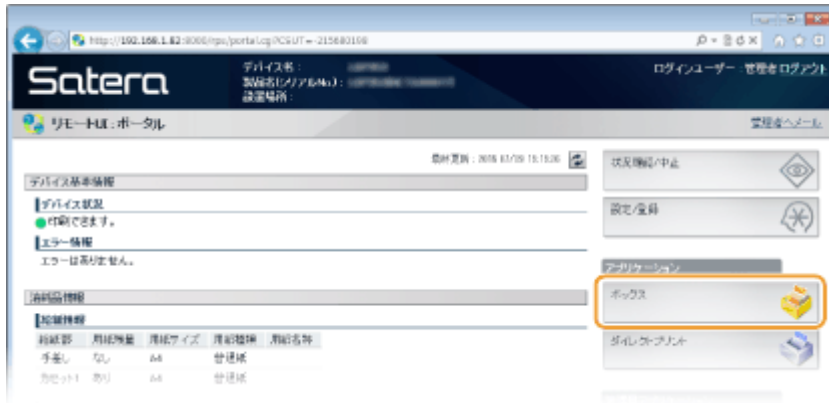 http://192.168.1.82:8000/rps/portal.cgi?CSUT=-215680198
Satera
デバイス名：
製品名(シリアルNo)：
設置場所：
ログインユーザー：管理者 ログアウト
リモートUI：ポータル
管理者へメール
最終更新：
デバイス基本情報
デバイス状況
印刷できます。
エラー情報
エラーはありません。
消耗品情報
給紙情報
給紙部 用紙残量 用紙サイズ 用紙種類 用紙名称
手差し なし A4 普通紙
カセット1 あり A4 普通紙
状況確認/中止
設定/登録
アプリケーション
ボックス
ダイレクトプリント